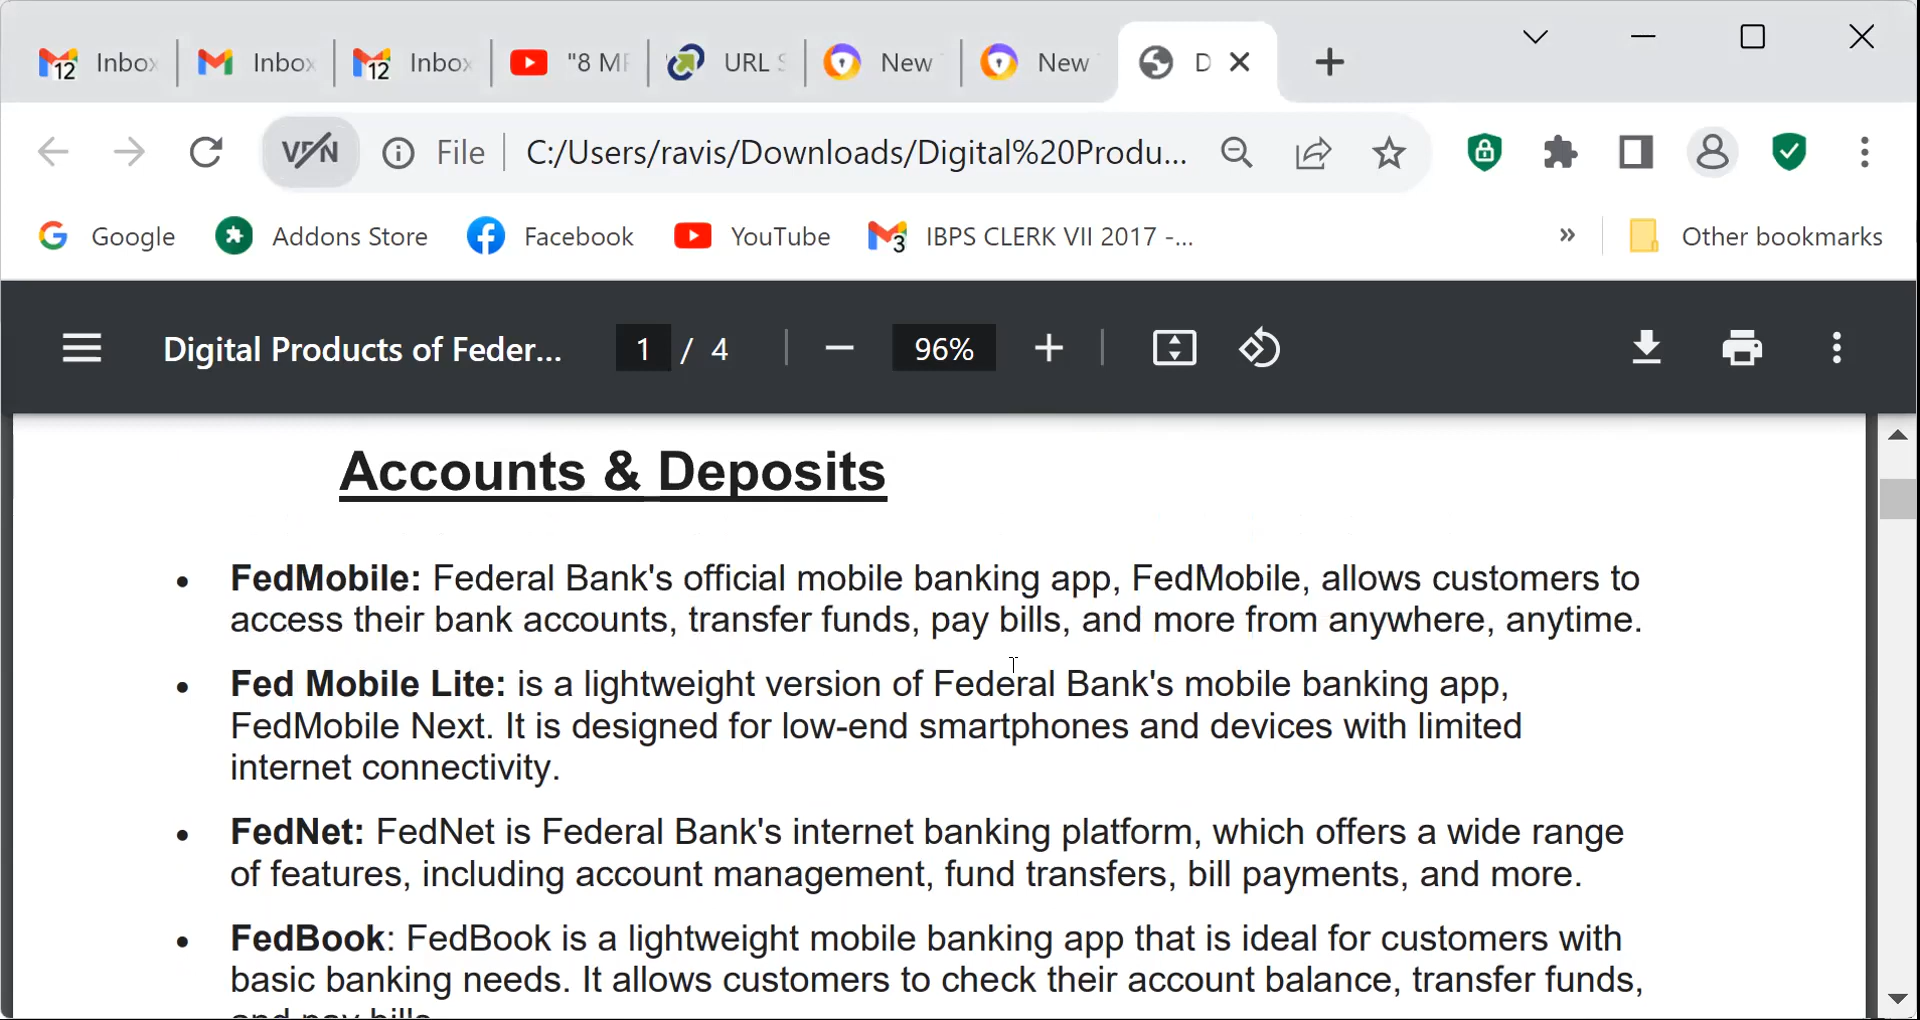 12 Inbox Inbox 12 Inbox "8 M URL New New D
VPN File C:/Users/ravis/Downloads/Digital%20Produ...
Google Addons Store Facebook YouTube 3 IBPS CLERK VII 2017 -... » Other bookmarks
Digital Products of Feder... 1 / 4 96%
Accounts & Deposits
• FedMobile: Federal Bank's official mobile banking app, FedMobile, allows customers to
access their bank accounts, transfer funds, pay bills, and more from anywhere, anytime.
• Fed Mobile Lite: is a lightweight version of Federal Bank's mobile banking app,
FedMobile Next. It is designed for low-end smartphones and devices with limited
internet connectivity.
• FedNet: FedNet is Federal Bank's internet banking platform, which offers a wide range
of features, including account management, fund transfers, bill payments, and more.
• FedBook: FedBook is a lightweight mobile banking app that is ideal for customers with
basic banking needs. It allows customers to check their account balance, transfer funds,
and pay bills.